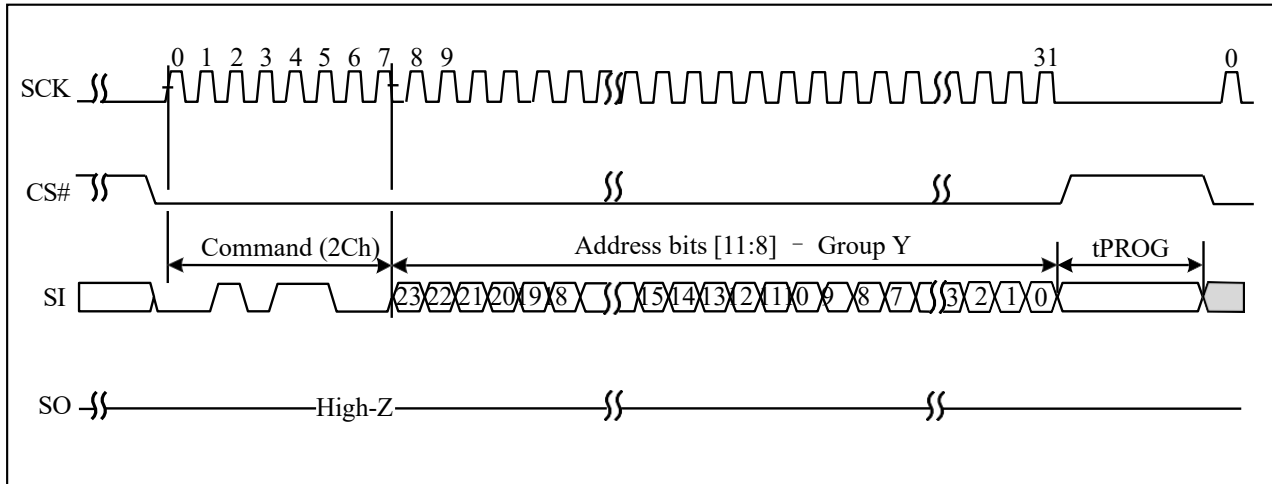 0 1 2 3 4 5 6 7 8 9 31 0
SCK
CS#
Command (2Ch) Address bits [11:8] - Group Y tPROG
SI 23 22 21 20 19 18 15 14 13 12 11 10 9 8 7 3 2 1 0
SO High-Z